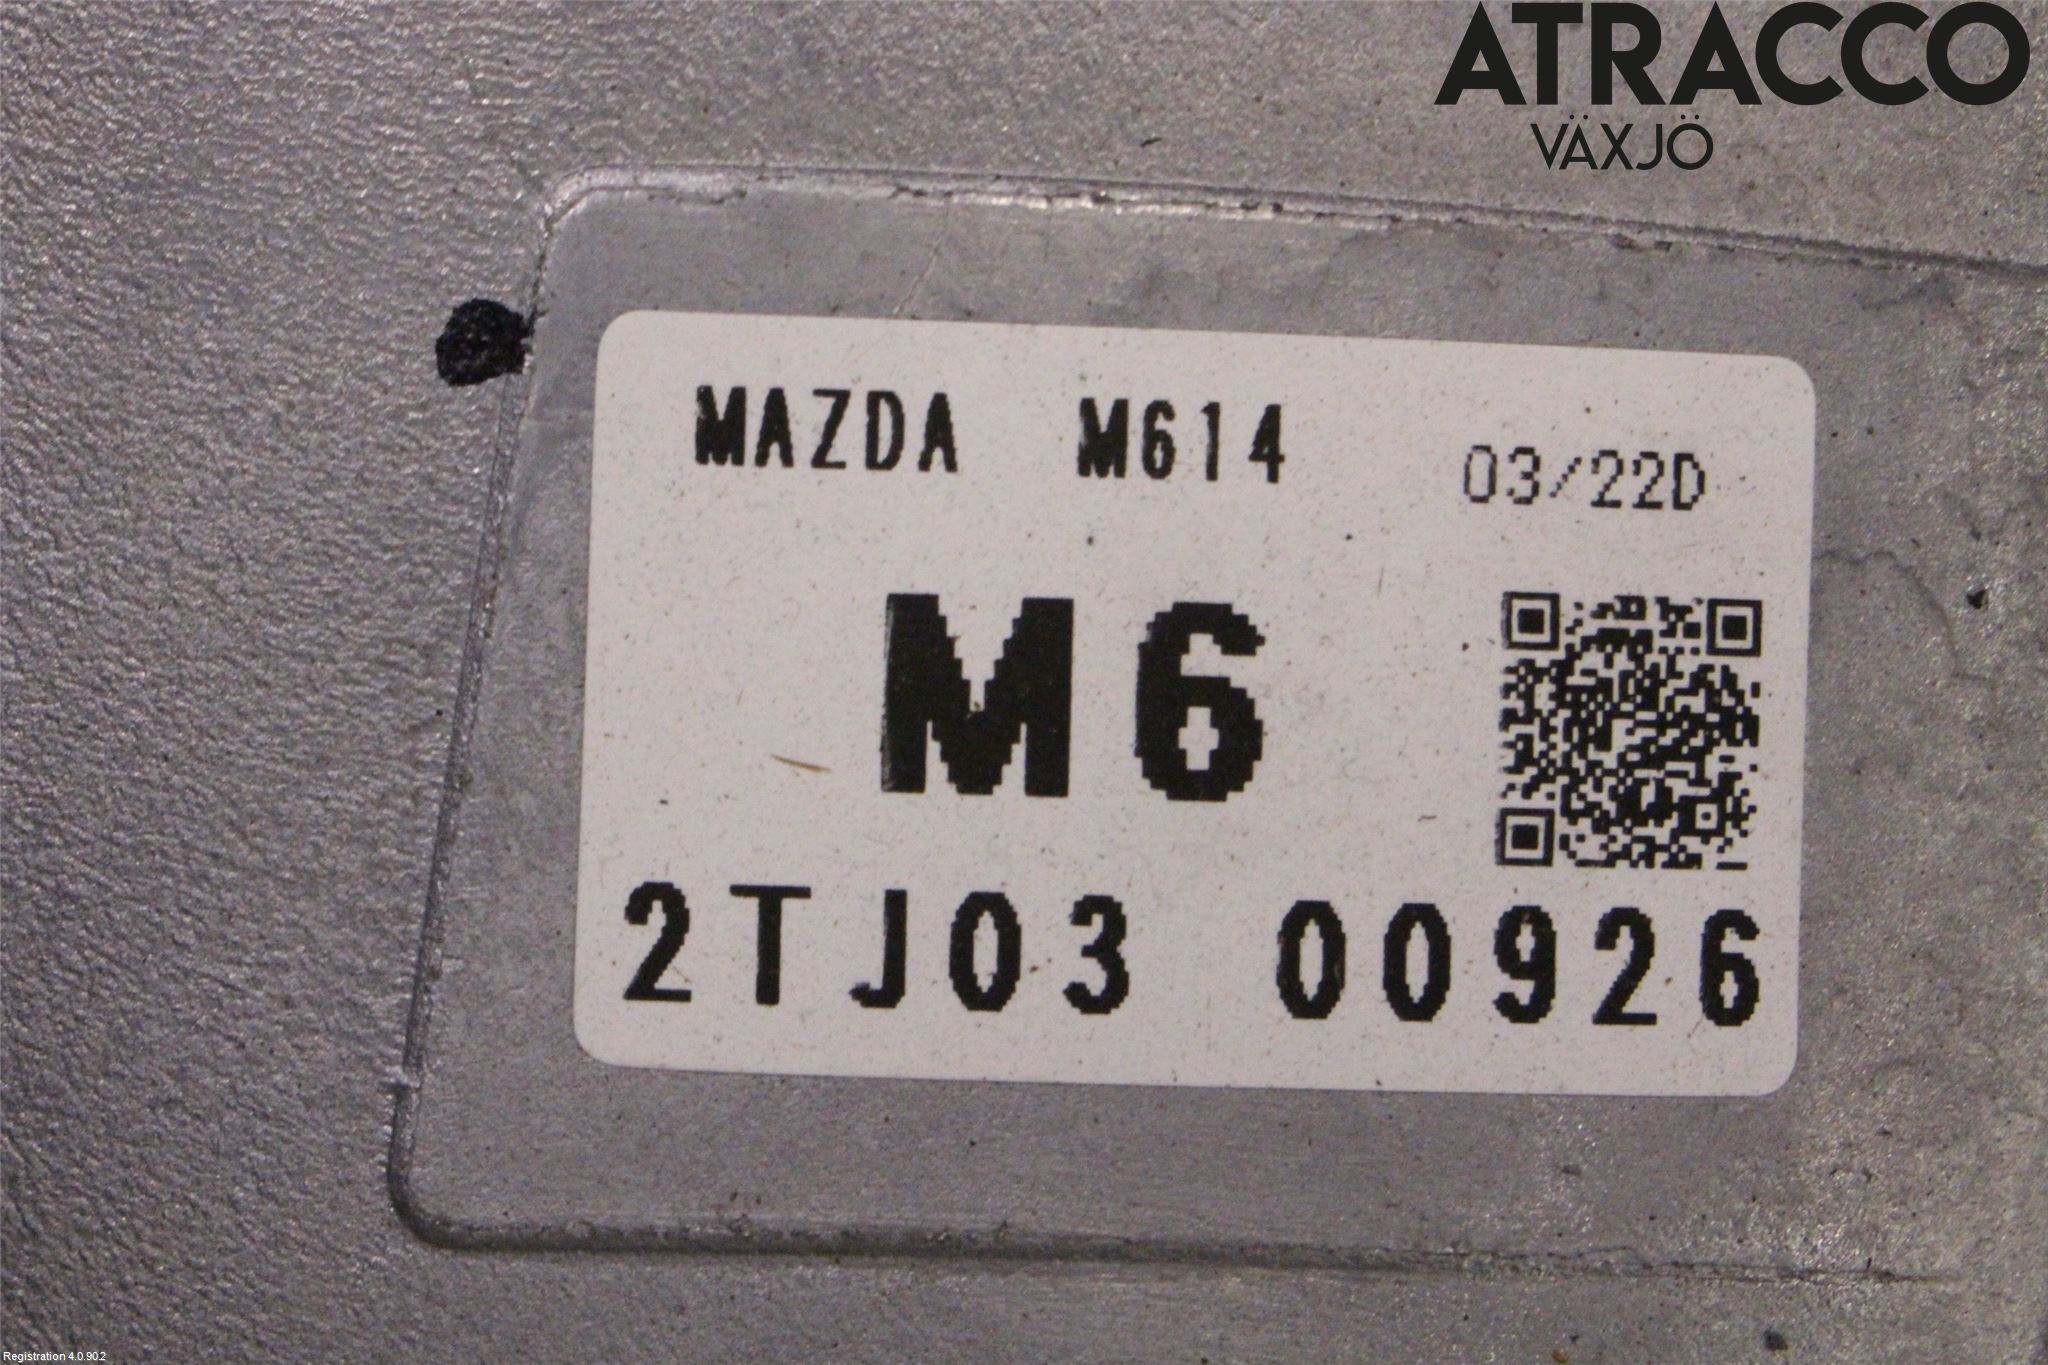 ATRACCO
VÄXJÖ
MAZDA M614 03/22D
M6
2TJ03 00926
Registration 4.0.90.2